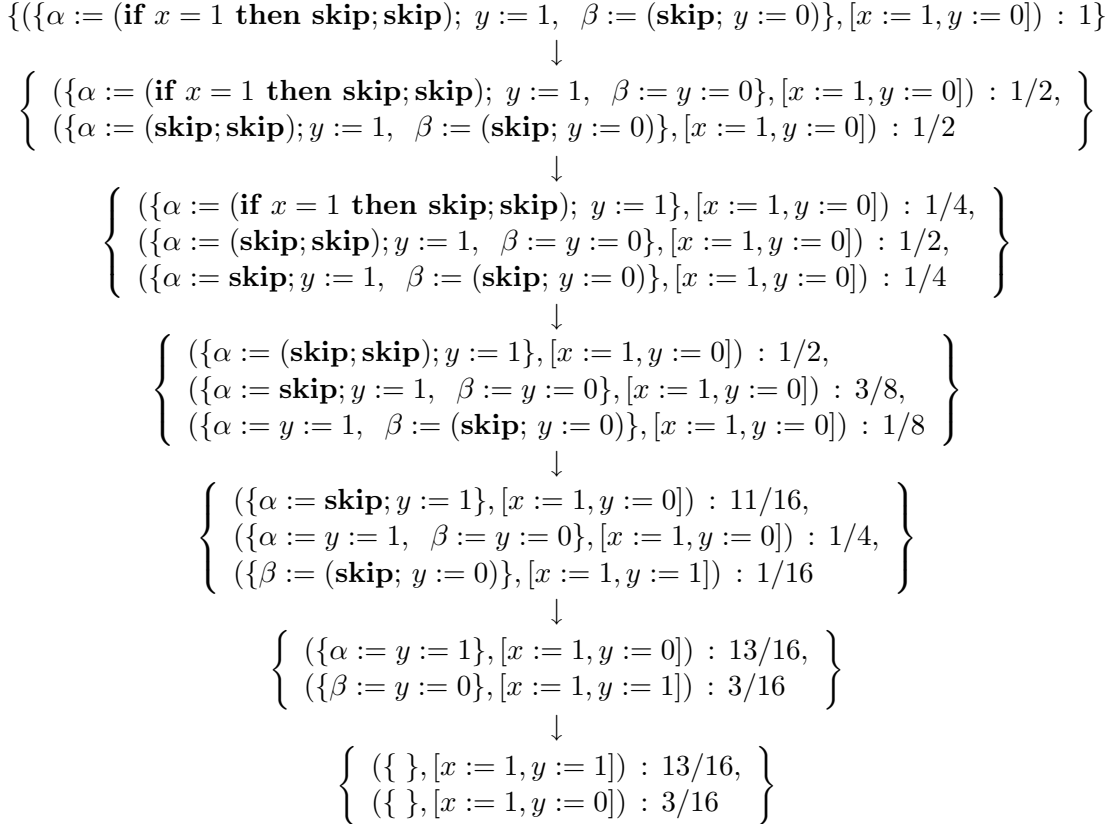 {({α := (if x = 1 then skip; skip); y := 1, β := (skip; y := 0)}, [x := 1, y := 0]) : 1}
↓
({α := (if x = 1 then skip; skip); y := 1, β := y := 0}, [x := 1, y := 0]) : 1/2,
({α := (skip; skip); y := 1, β := (skip; y := 0)}, [x := 1, y := 0]) : 1/2
↓
({α := (if x = 1 then skip; skip); y := 1}, [x := 1, y := 0]) : 1/4,
({α := (skip; skip); y := 1, β := y := 0}, [x := 1, y := 0]) : 1/2,
({α := skip; y := 1, β := (skip; y := 0)}, [x := 1, y := 0]) : 1/4
↓
({α := (skip; skip); y := 1}, [x := 1, y := 0]) : 1/2,
({α := skip; y := 1, β := y := 0}, [x := 1, y := 0]) : 3/8,
({α := y := 1, β := (skip; y := 0)}, [x := 1, y := 0]) : 1/8
↓
({α := skip; y := 1}, [x := 1, y := 0]) : 11/16,
({α := y := 1, β := y := 0}, [x := 1, y := 0]) : 1/4,
({β := (skip; y := 0)}, [x := 1, y := 1]) : 1/16
↓
({α := y := 1}, [x := 1, y := 0]) : 13/16,
({β := y := 0}, [x := 1, y := 1]) : 3/16
↓
({ }, [x := 1, y := 1]) : 13/16,
({ }, [x := 1, y := 0]) : 3/16